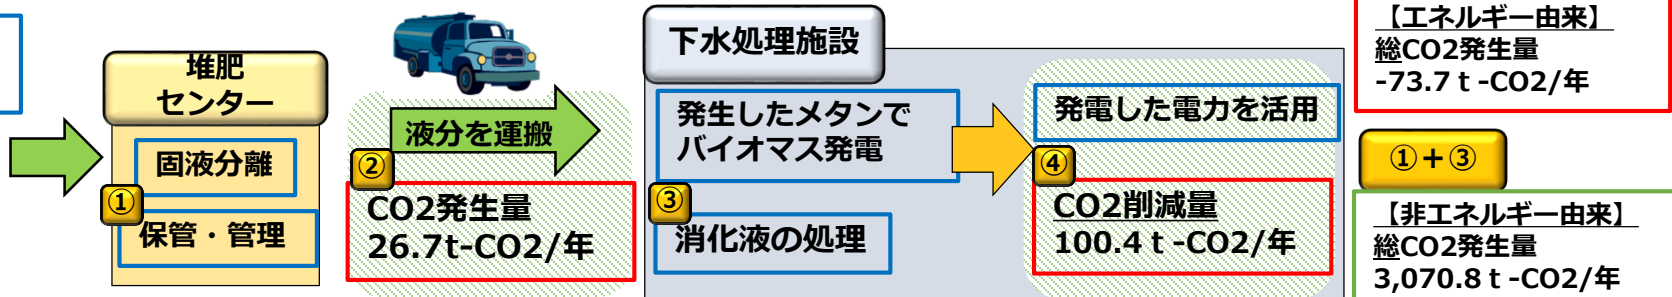 堆肥
センター
固液分離
①
保管・管理
液分を運搬
②
CO2発生量
26.7t-CO2/年
下水処理施設
発生したメタンで
バイオマス発電
③
消化液の処理
発電した電力を活用
④
CO2削減量
100.4ｔ-CO2/年
【エネルギー由来】
総CO2発生量
-73.7ｔ-CO2/年
①＋③
【非エネルギー由来】
総CO2発生量
3,070.8ｔ-CO2/年